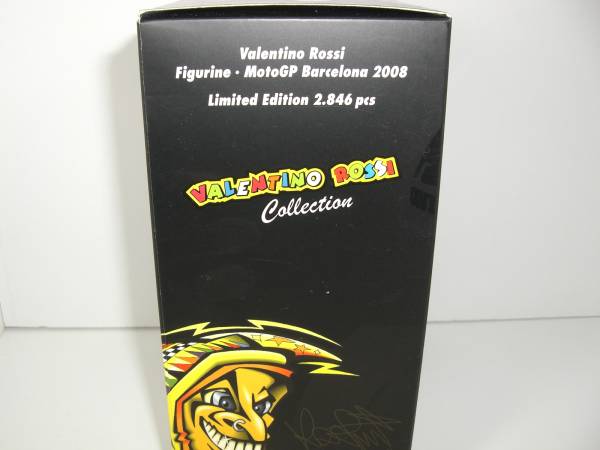 Valentino Rossi
Figurine · MotoGP Barcelona 2008
Limited Edition 2.846 pcs
VALENTINO ROSSI
Collection